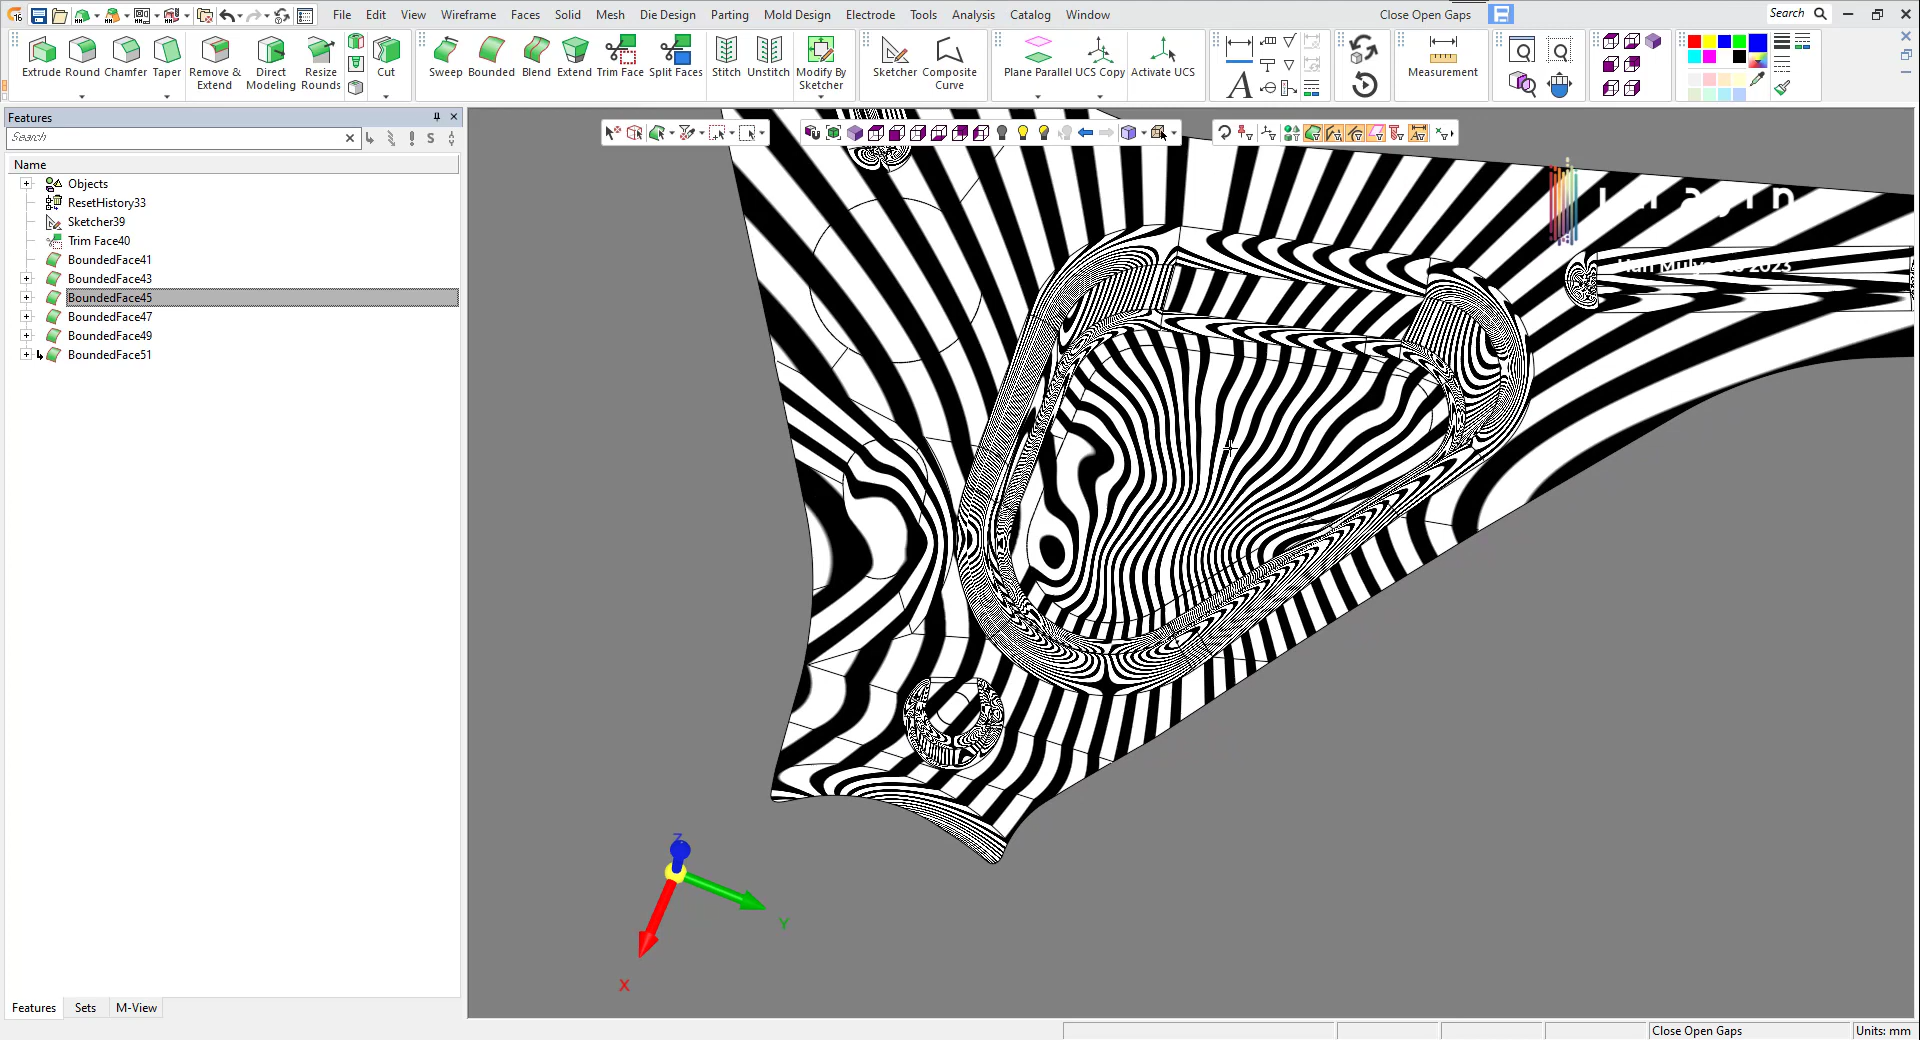 File Edit View Wireframe Faces Solid Mesh Die Design Parting Mold Design Electrode Tools Analysis Catalog Window Close Open Gaps Search
Extrude Round Chamfer Taper Remove & Extend Direct Modeling Resize Rounds Cut Sweep Bounded Blend Extend Trim Face Split Faces Stitch Unstitch Modify By Sketcher Sketcher Composite Curve Plane Parallel UCS Copy Activate UCS A Measurement
Features
Search S
Name
Objects
ResetHistory33
Sketcher39
Trim Face40
BoundedFace41
BoundedFace43
BoundedFace45
BoundedFace47
BoundedFace49
BoundedFace51
2023
Z
Y
X
Features Sets M-View
Close Open Gaps Units: mm